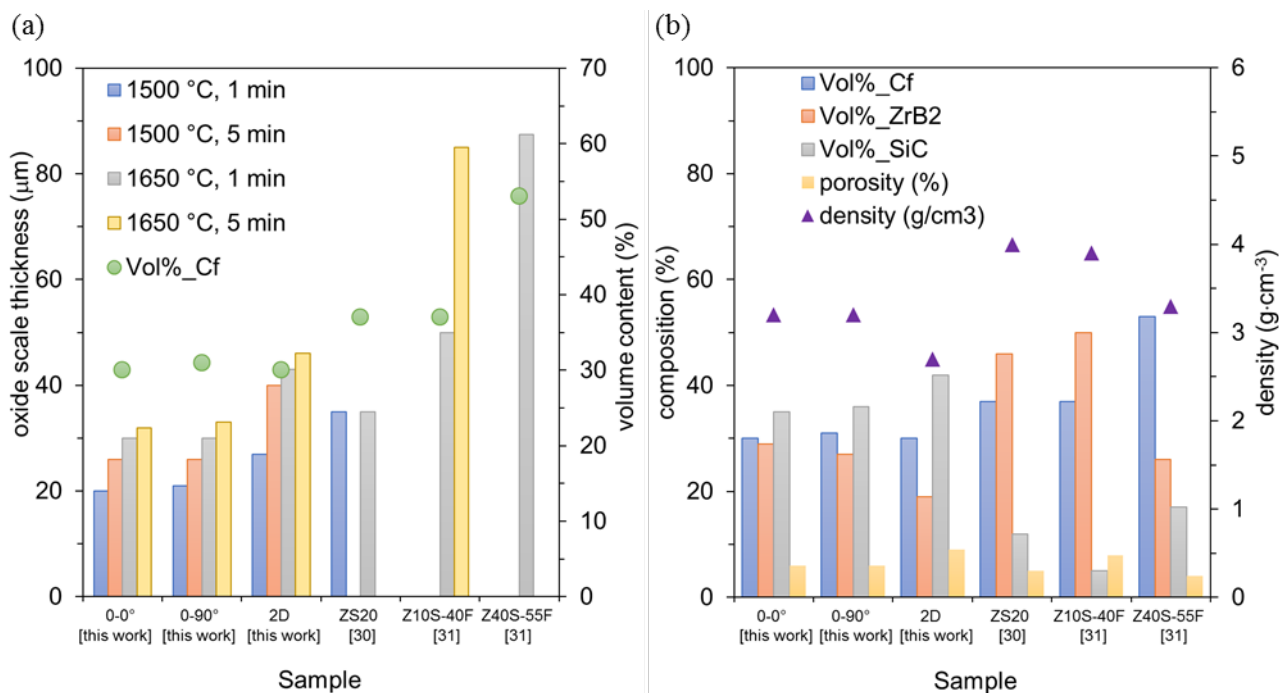 (a)
100
80
60
40
20
0
oxide scale thickness (μm)
1500 °C, 1 min
1500 °C, 5 min
1650 °C, 1 min
1650 °C, 5 min
Vol%_Cf
70
60
50
40
30
20
10
0
volume content (%)
0-0°
[this work]
0-90°
[this work]
2D
[this work]
ZS20
[30]
Z10S-40F
[31]
Z40S-55F
[31]
Sample
(b)
100
80
60
40
20
0
composition (%)
Vol%_Cf
Vol%_ZrB2
Vol%_SiC
porosity (%)
density (g/cm3)
6
5
4
3
2
1
0
density (g·cm-3)
0-0°
[this work]
0-90°
[this work]
2D
[this work]
ZS20
[30]
Z10S-40F
[31]
Z40S-55F
[31]
Sample